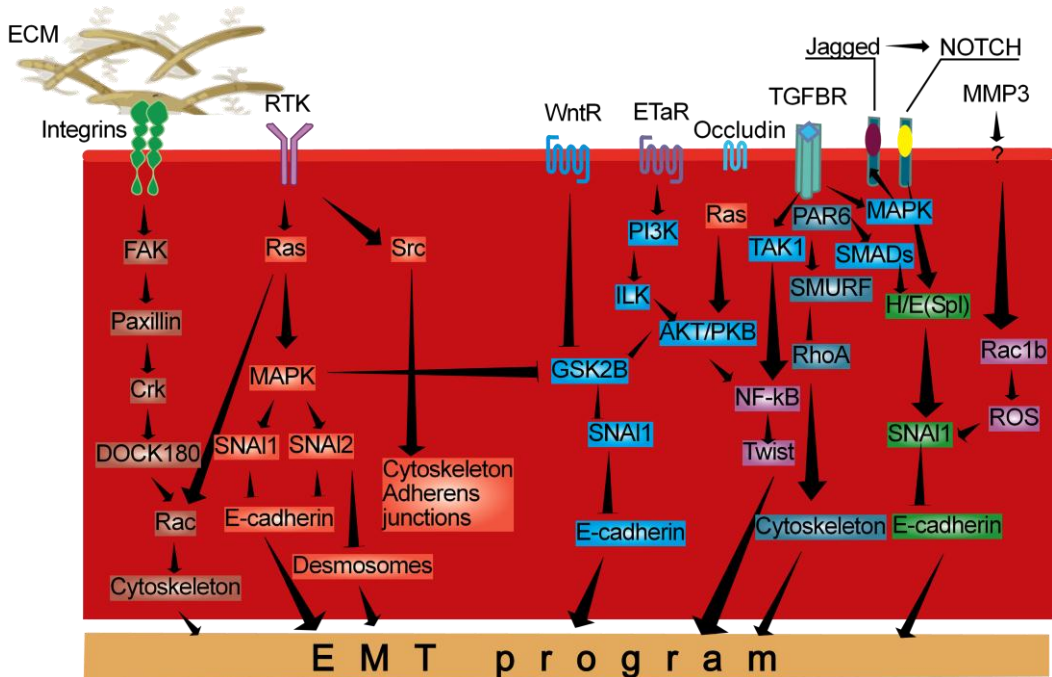 ECM
Jagged
NOTCH
RTK
WntR
ETaR
TGFBR
MMP3
Integrins
Occludin
?
FAK
Ras
Src
PI3K
Ras
PAR6
MAPK
TAK1
SMADs
Paxillin
ILK
SMURF
H/E(Spl)
AKT/PKB
Rac1b
Crk
MAPK
GSK2B
RhoA
NF-kB
ROS
DOCK180
SNAI1
SNAI2
SNAI1
Twist
SNAI1
Cytoskeleton
Adherens
junctions
Rac
E-cadherin
E-cadherin
Cytoskeleton
E-cadherin
Desmosomes
Cytoskeleton
EMT program